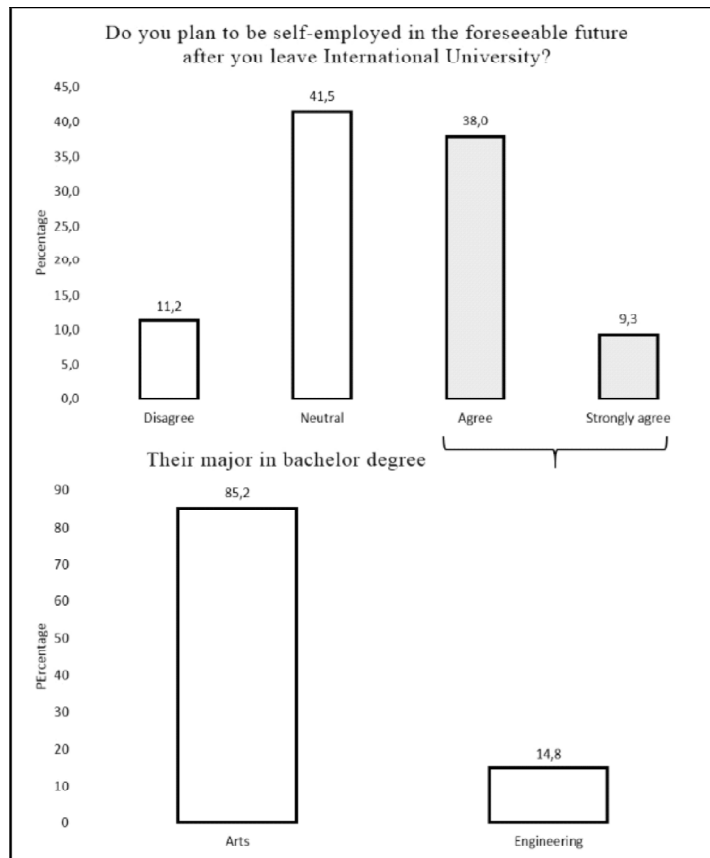 Do you plan to be self-employed in the foreseeable future
after you leave International University?
45,0
40,0
35,0
30,0
25,0
20,0
15,0
10,0
5,0
0,0
Percentage
11,2
41,5
38,0
9,3
Disagree
Neutral
Agree
Strongly agree
Their major in bachelor degree
90
80
70
60
50
40
30
20
10
0
PErcentage
85,2
14,8
Arts
Engineering